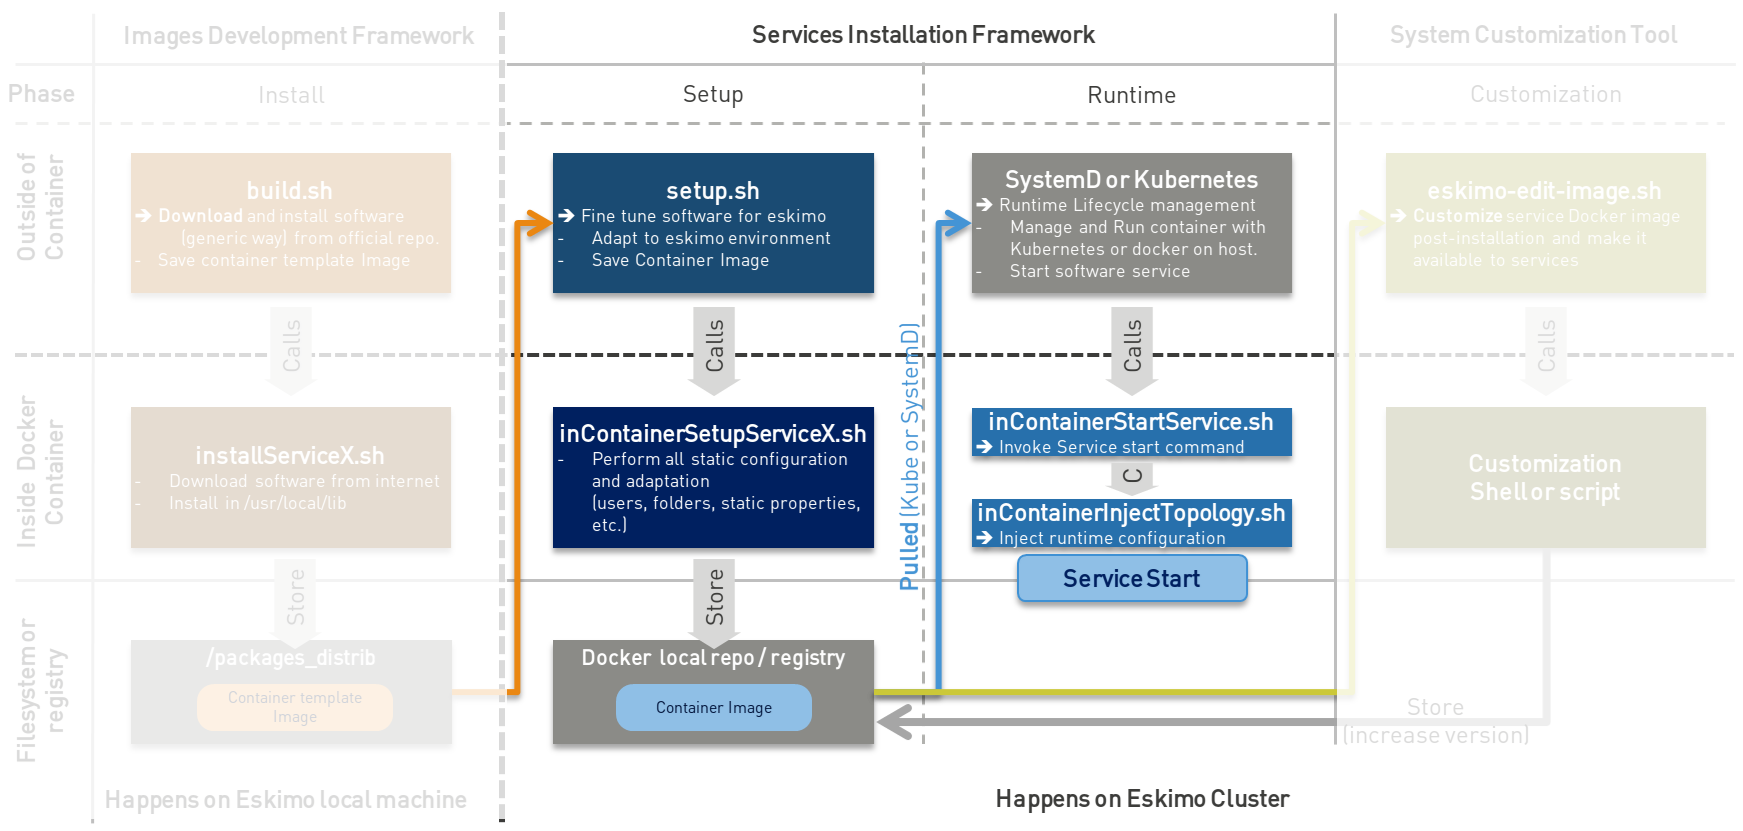 Images Development Framework
Services Installation Framework
System Customization Tool
Phase
Install
Setup
Runtime
Customization
Outside of
Container
build.sh
➔ Download and install software
(generic way) from official repo.
- Save container template Image
setup.sh
➔ Fine tune software for eskimo
- Adapt to eskimo environment
- Save Container Image
SystemD or Kubernetes
➔ Runtime Lifecycle management
- Manage and Run container with
Kubernetes or docker on host.
- Start software service
eskimo-edit-image.sh
➔ Customize service Docker image
post-installation and make it
available to services
Calls
Calls
Calls
Calls
Inside Docker
Container
installServiceX.sh
- Download software from internet
- Install in /usr/local/lib
inContainerSetupServiceX.sh
- Perform all static configuration
and adaptation
(users, folders, static properties,
etc.)
Pulled (Kube or SystemD)
inContainerStartService.sh
➔ Invoke Service start command
C
inContainerInjectTopology.sh
➔ Inject runtime configuration
Service Start
Customization
Shell or script
Store
Store
Filesystem or
registry
/packages_distrib
Container template
Image
Docker local repo / registry
Container Image
Store
(increase version)
Happens on Eskimo local machine
Happens on Eskimo Cluster